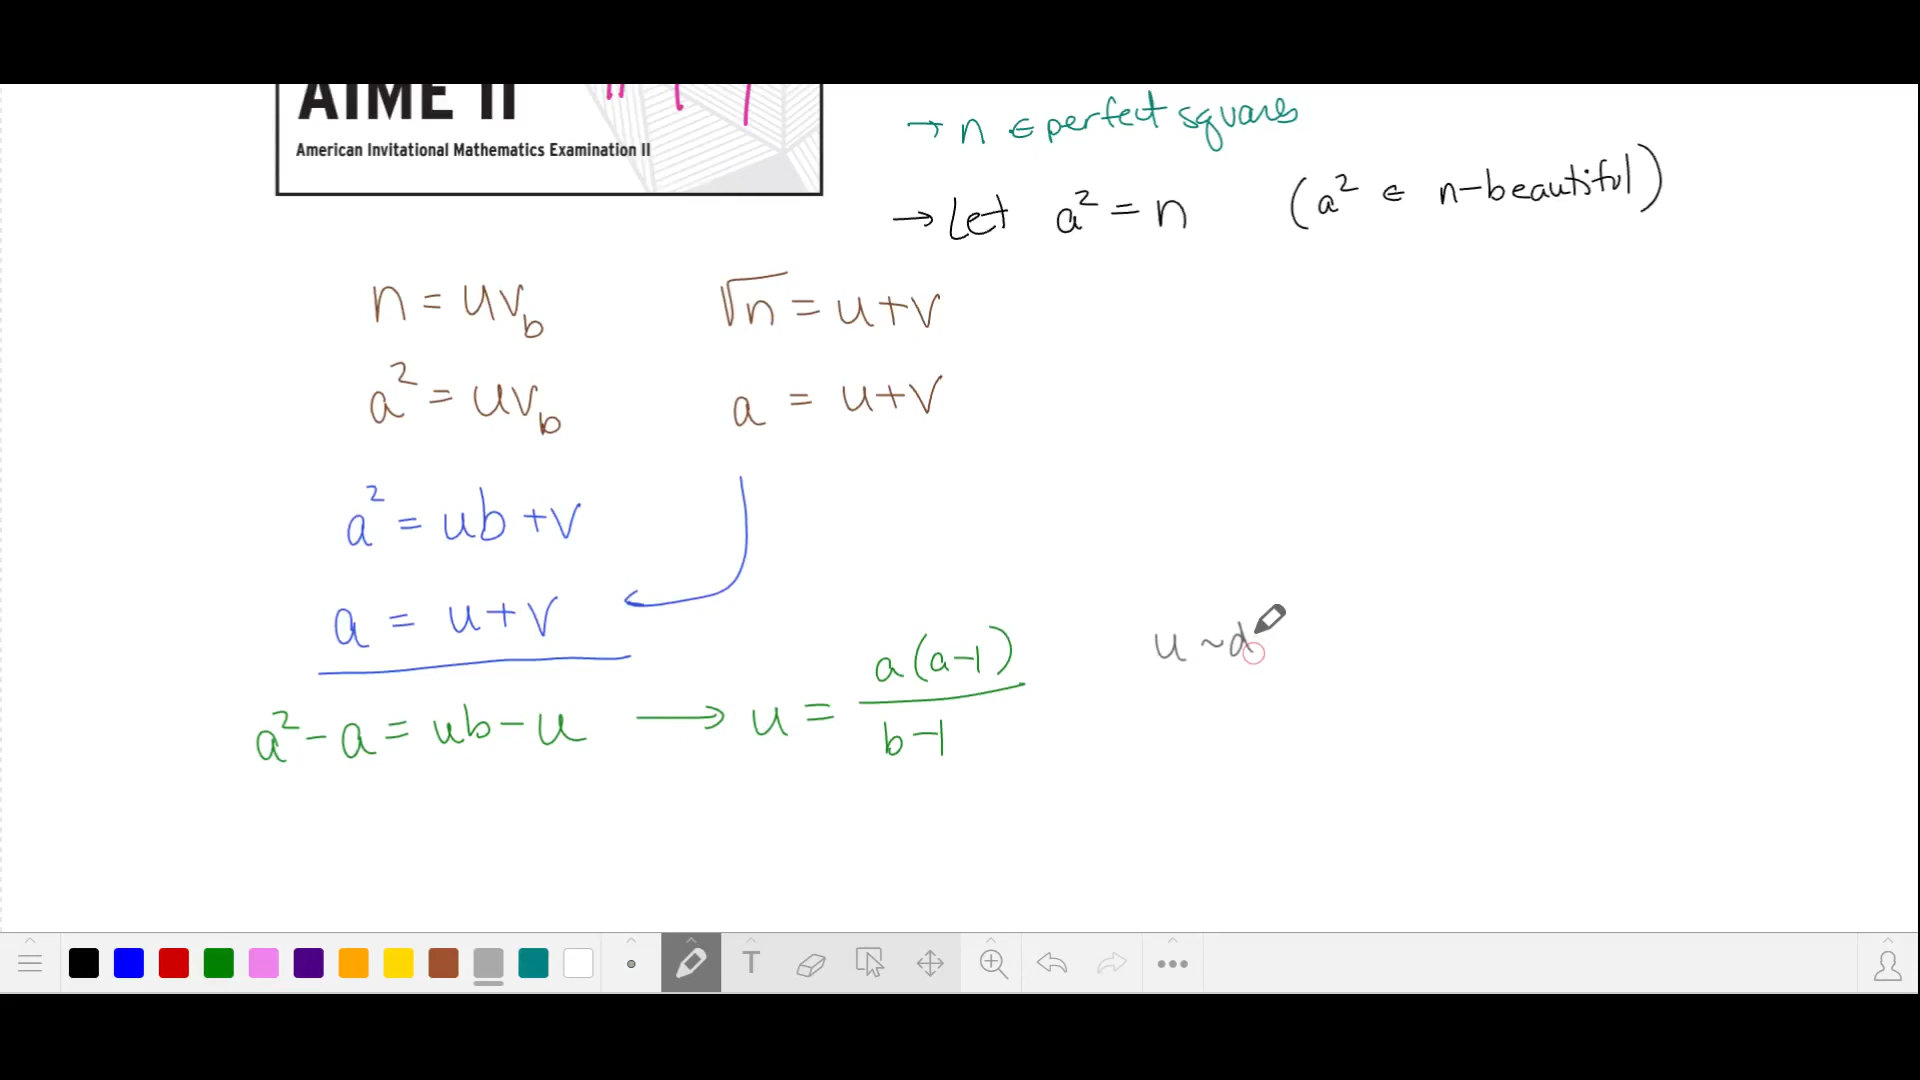 AIME II
American Invitational Mathematics Examination II
→ n ∈ perfect squares
→ Let a² = n (a² ∈ n-beautiful)
n = uv_b √n = u+v
a² = uv_b a = u+v
a² = ub + v
a = u+v
a² - a = ub - u → u = a(a-1) / b-1
u ~ d
T